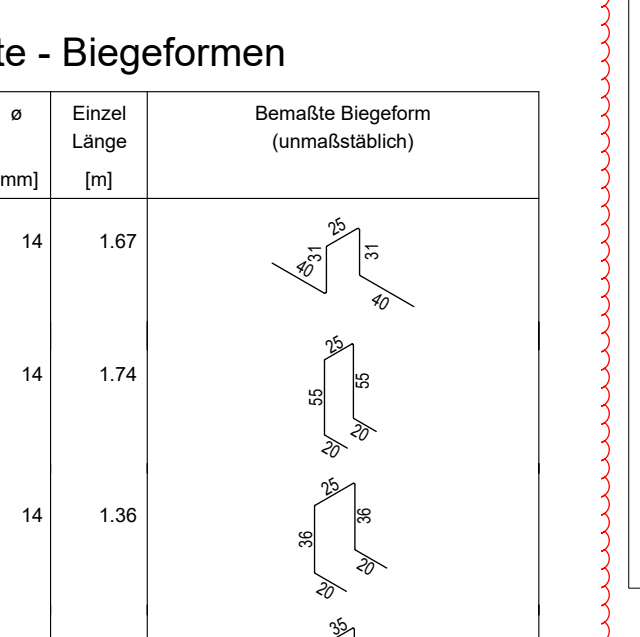 te - Biegeformen
ø
Einzel
Bemaßte Biegeform
Länge
(unmaßstäblich)
mm]
[m]
14
1.67
25
31
31
40
40
14
1.74
25
55
55
20
20
14
1.36
25
36
36
20
20
35